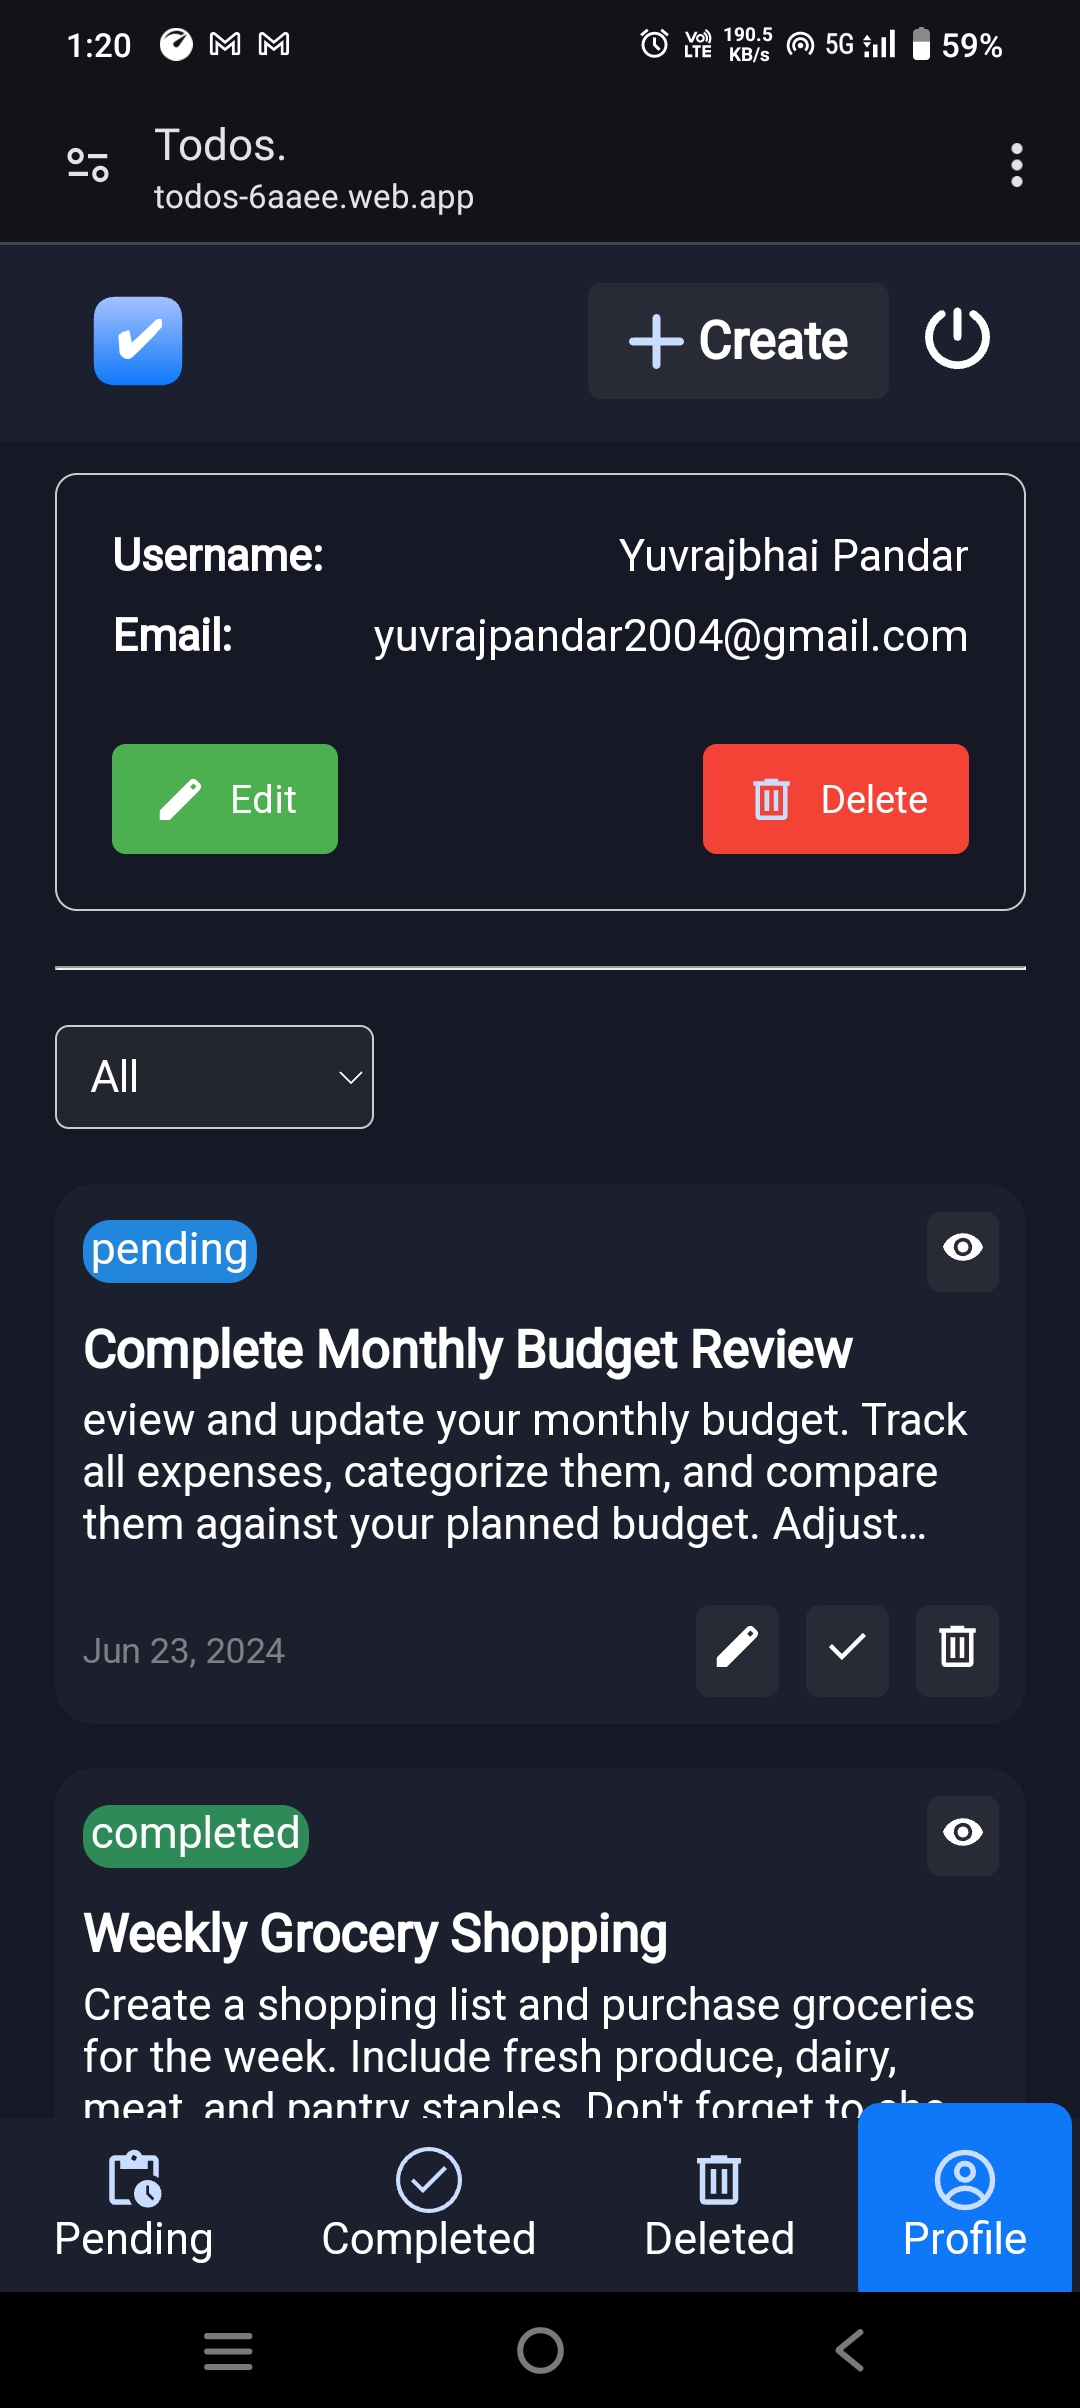 1:20 Vo) LTE 190.5 KB/s 5G 59%
Todos.
todos-6aaee.web.app
Create
Username: Yuvrajbhai Pandar
Email: yuvrajpandar2004@gmail.com
Edit Delete
All
pending
Complete Monthly Budget Review
eview and update your monthly budget. Track
all expenses, categorize them, and compare
them against your planned budget. Adjust...
Jun 23, 2024
completed
Weekly Grocery Shopping
Create a shopping list and purchase groceries
for the week. Include fresh produce, dairy,
meat, and pantry staples. Don't forget to
Pending Completed Deleted Profile